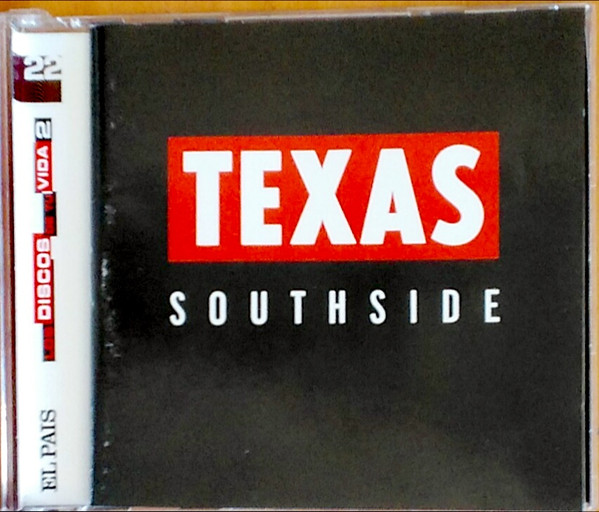 TEXAS
SOUTHSIDE
22
DISCOS VIDA 2
EL PAIS